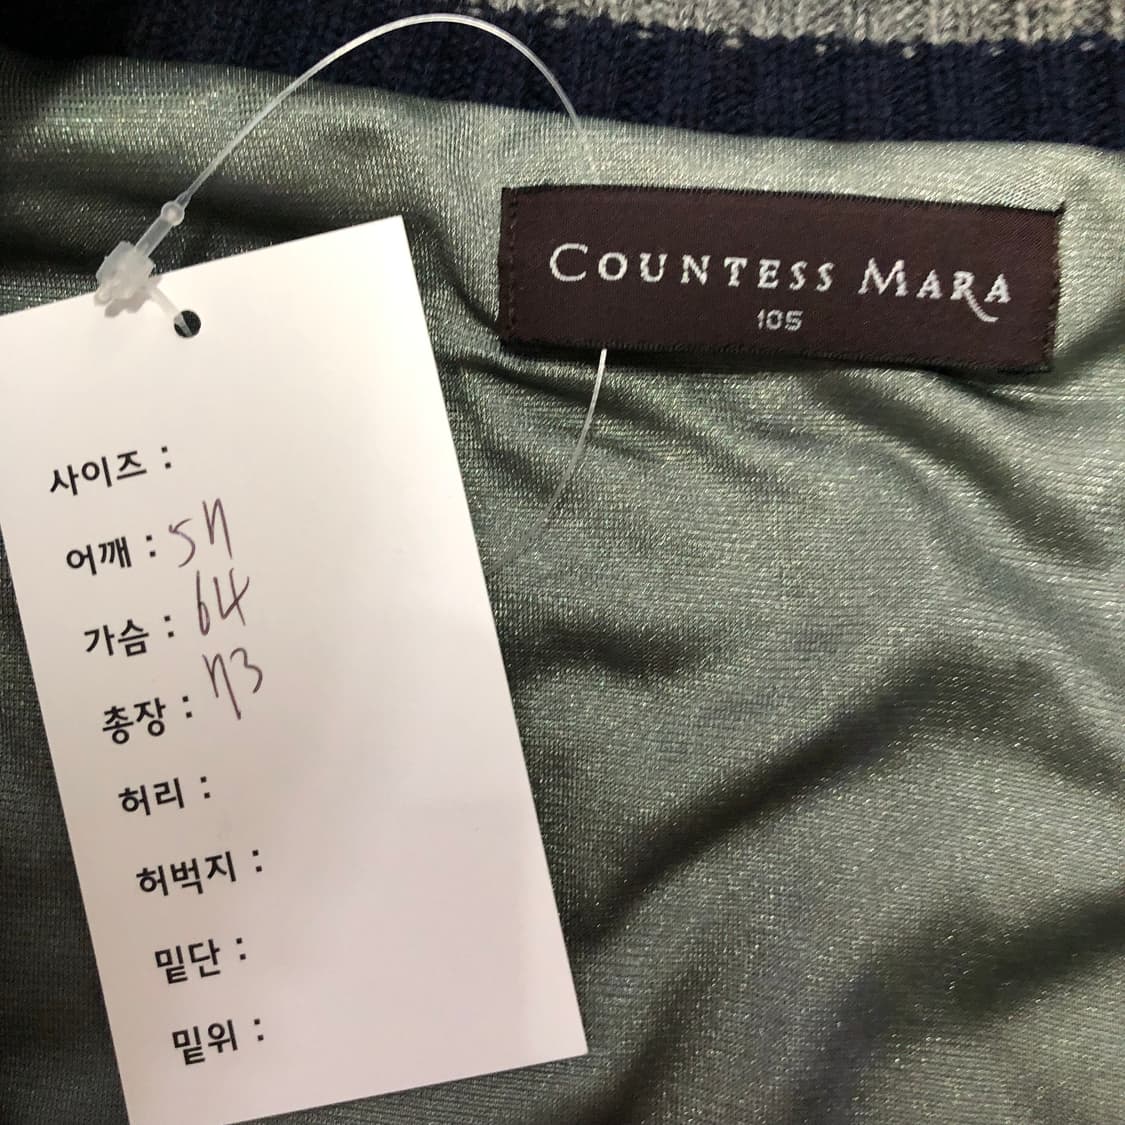 COUNTESS MARA
105
사이즈 :
어깨 : 57
가슴 : 64
총장 : 73
허리 :
허벅지 :
밑단 :
밑위 :